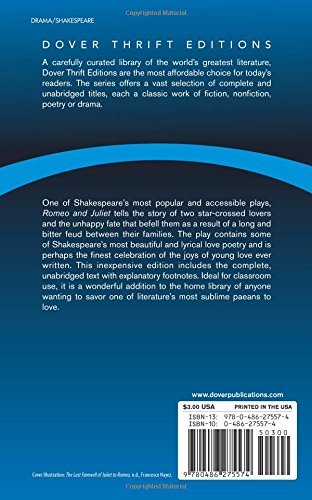 DRAMA/SHAKESPEARE
DOVER THRIFT EDITIONS
A carefully curated library of the world's greatest literature,
Dover Thrift Editions are the most affordable choice for today's
readers. The series offers a vast selection of complete and
unabridged titles, each a classic work of fiction, nonfiction,
poetry or drama.
One of Shakespeare's most popular and accessible plays,
Romeo and Juliet tells the story of two star-crossed lovers
and the unhappy fate that befell them as a result of a long and
bitter feud between their families. The play contains some
of Shakespeare's most beautiful and lyrical love poetry and is
perhaps the finest celebration of the joys of young love ever
written. This inexpensive edition includes the complete,
unabridged text with explanatory footnotes. Ideal for classroom
use, it is a wonderful addition to the home library of anyone
wanting to savor one of literature's most sublime paeans to
love.
www.doverpublications.com
$3.00 USA PRINTED IN THE USA
ISBN-13: 978-0-486-27557-4
ISBN-10: 0-486-27557-4
50300
9 780486 275574
Cover Illustration: The Last Farewell of Juliet to Romeo, n.d., Francesco Hayez.